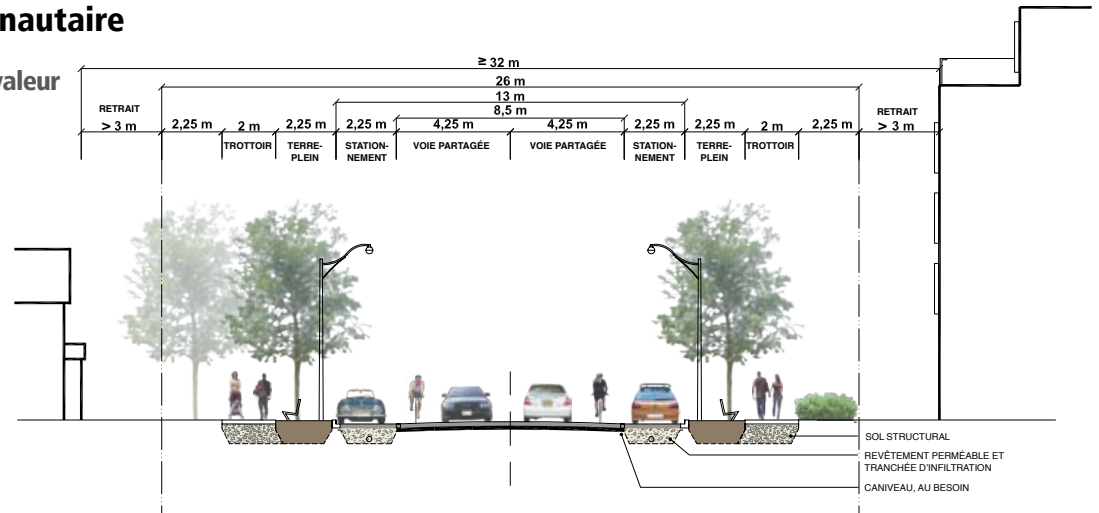 nautaire
valeur
≥ 32 m
26 m
13 m
8,5 m
RETRAIT
> 3 m
2,25 m
2 m
2,25 m
2,25 m
4,25 m
4,25 m
2,25 m
2,25 m
2 m
2,25 m
RETRAIT
> 3 m
TROTTOIR
TERRE-
PLEIN
STATION-
NEMENT
VOIE PARTAGÉE
VOIE PARTAGÉE
STATION-
NEMENT
TERRE-
PLEIN
TROTTOIR
SOL STRUCTURAL
REVÊTEMENT PERMÉABLE ET
TRANCHÉE D'INFILTRATION
CANIVEAU, AU BESOIN